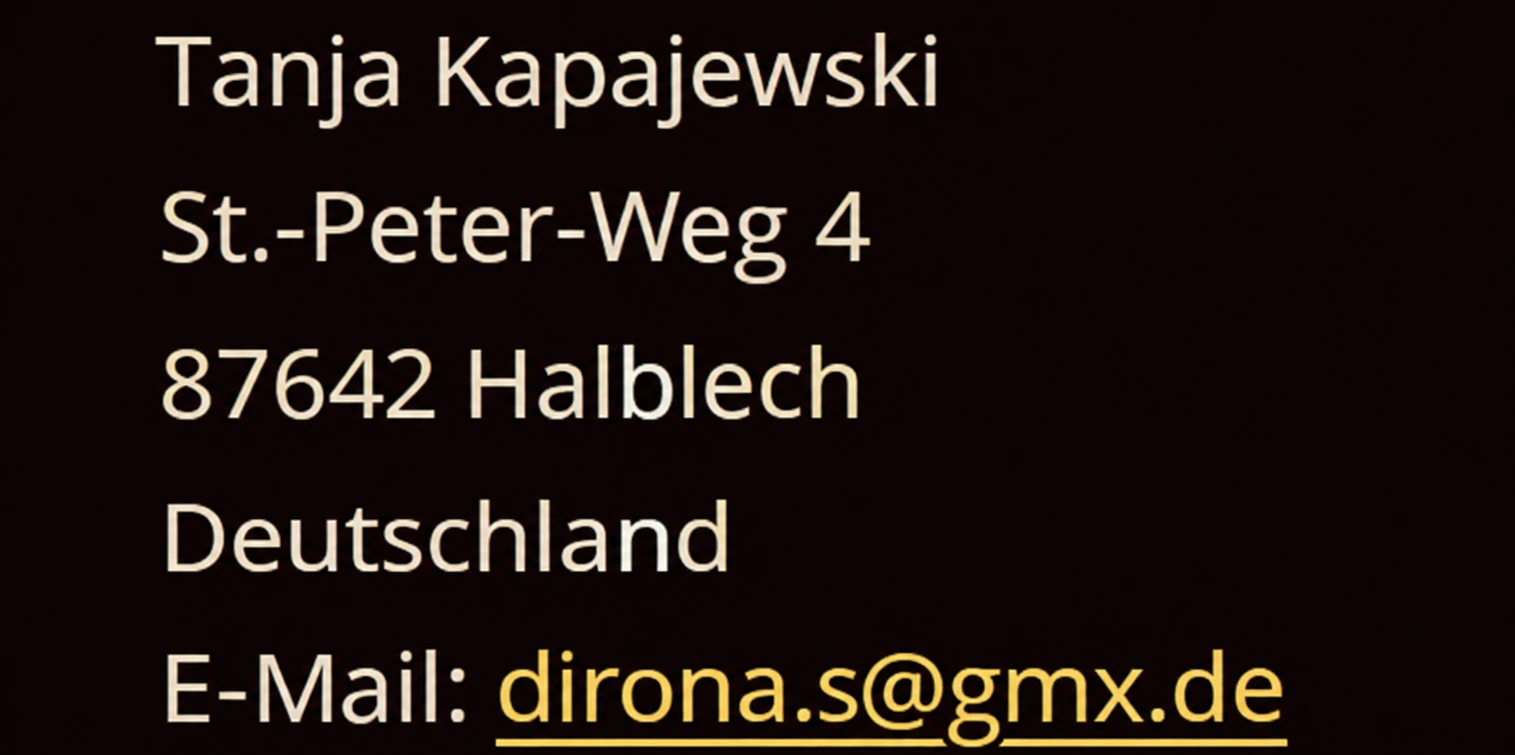 Tanja Kapajewski
St.-Peter-Weg 4
87642 Halblech
Deutschland
E-Mail: dirona.s@gmx.de